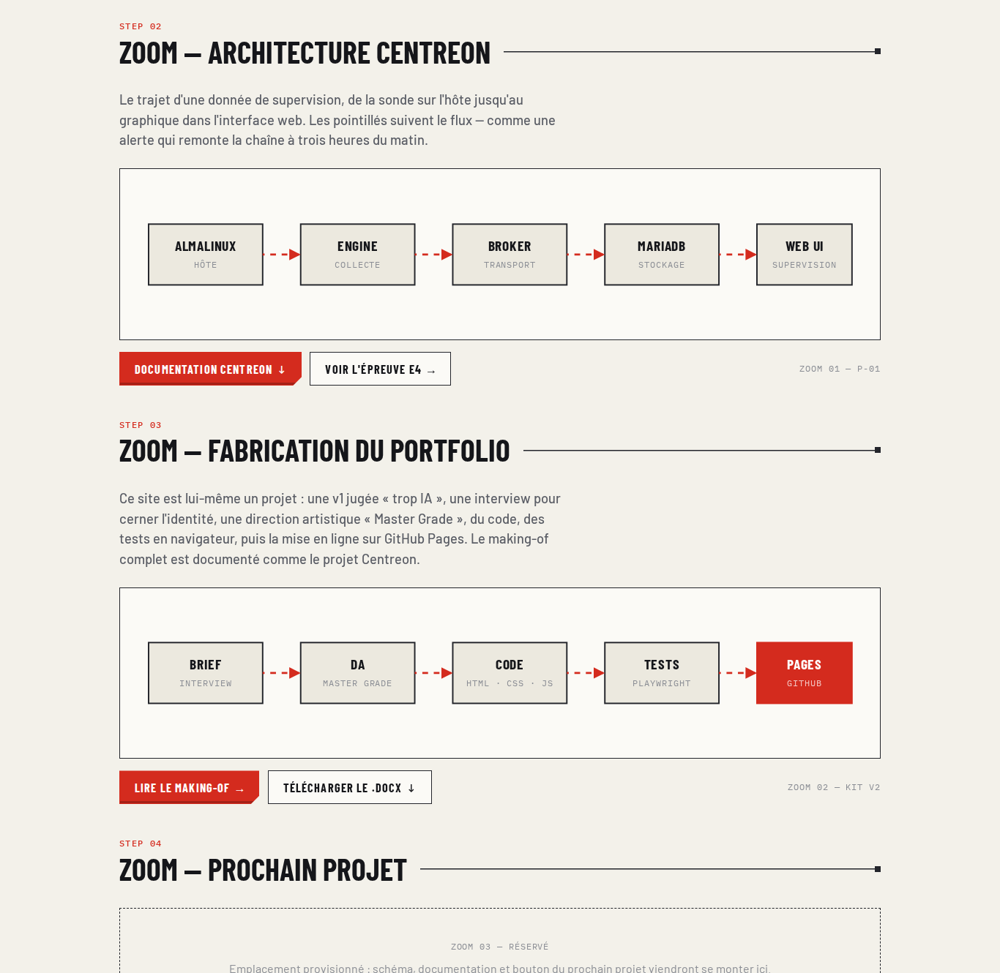 STEP 02
ZOOM — ARCHITECTURE CENTREON
Le trajet d'une donnée de supervision, de la sonde sur l'hôte jusqu'au
graphique dans l'interface web. Les pointillés suivent le flux — comme une
alerte qui remonte la chaîne à trois heures du matin.
ALMALINUX
HÔTE
ENGINE
COLLECTE
BROKER
TRANSPORT
MARIADB
STOCKAGE
WEB UI
SUPERVISION
DOCUMENTATION CENTREON ↓
VOIR L'ÉPREUVE E4 →
ZOOM 01 — P-01
STEP 03
ZOOM — FABRICATION DU PORTFOLIO
Ce site est lui-même un projet : une v1 jugée « trop IA », une interview pour
cerner l'identité, une direction artistique « Master Grade », du code, des
tests en navigateur, puis la mise en ligne sur GitHub Pages. Le making-of
complet est documenté comme le projet Centreon.
BRIEF
INTERVIEW
DA
MASTER GRADE
CODE
HTML · CSS · JS
TESTS
PLAYWRIGHT
PAGES
GITHUB
LIRE LE MAKING-OF →
TÉLÉCHARGER LE .DOCX ↓
ZOOM 02 — KIT V2
STEP 04
ZOOM — PROCHAIN PROJET
ZOOM 03 — RÉSERVÉ
Emplacement provisionné : schéma, documentation et bouton du prochain projet viendront se monter ici.